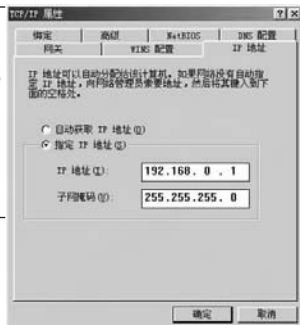 TCP/IP 属性
绑定 高级 NetBIOS DNS 配置
网关 WINS 配置 IP 地址
IP 地址可以自动分配给该计算机。如果网络没有自动指
定 IP 地址，向网络管理员索要地址，然后将其键入到下
面的空格处。
自动获取 IP 地址(O)
指定 IP 地址(S)
IP 地址(I): 192.168. 0 . 1
子网掩码(U): 255.255.255. 0
确定 取消